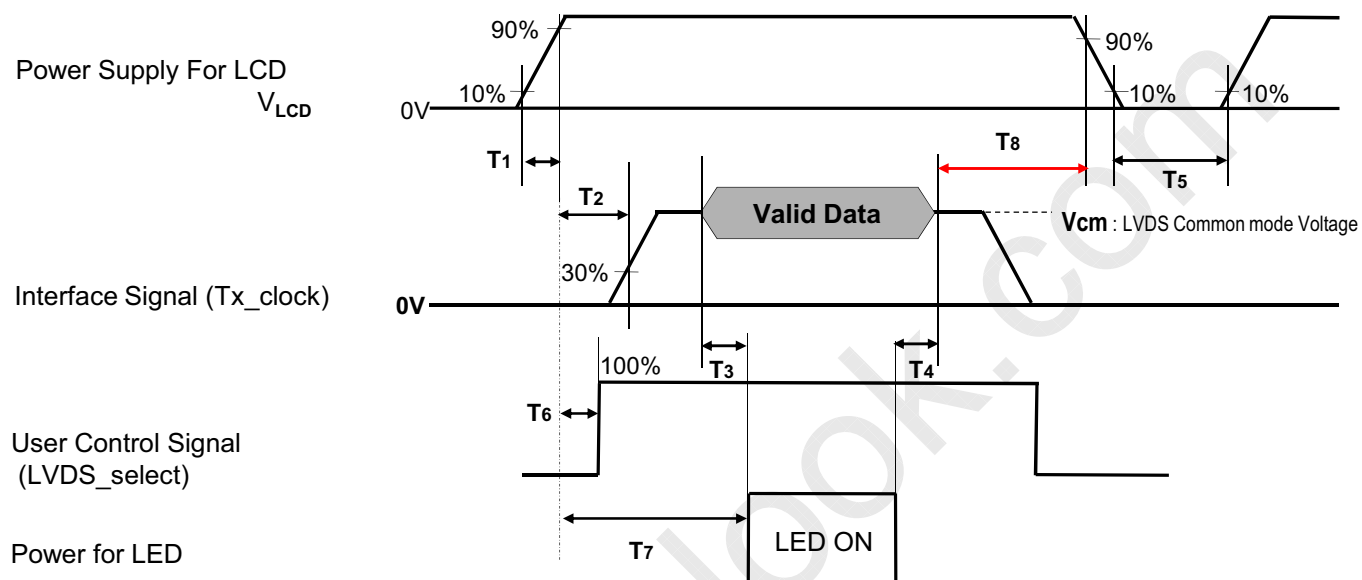 90%
90%
Power Supply For LCD
VLCD
10%
10%
10%
0V
T1
T8
T5
T2
Valid Data
Vcm : LVDS Common mode Voltage
30%
Interface Signal (Tx_clock)
0V
100%
T3
T4
T6
User Control Signal
(LVDS_select)
T7
LED ON
Power for LED
look.com